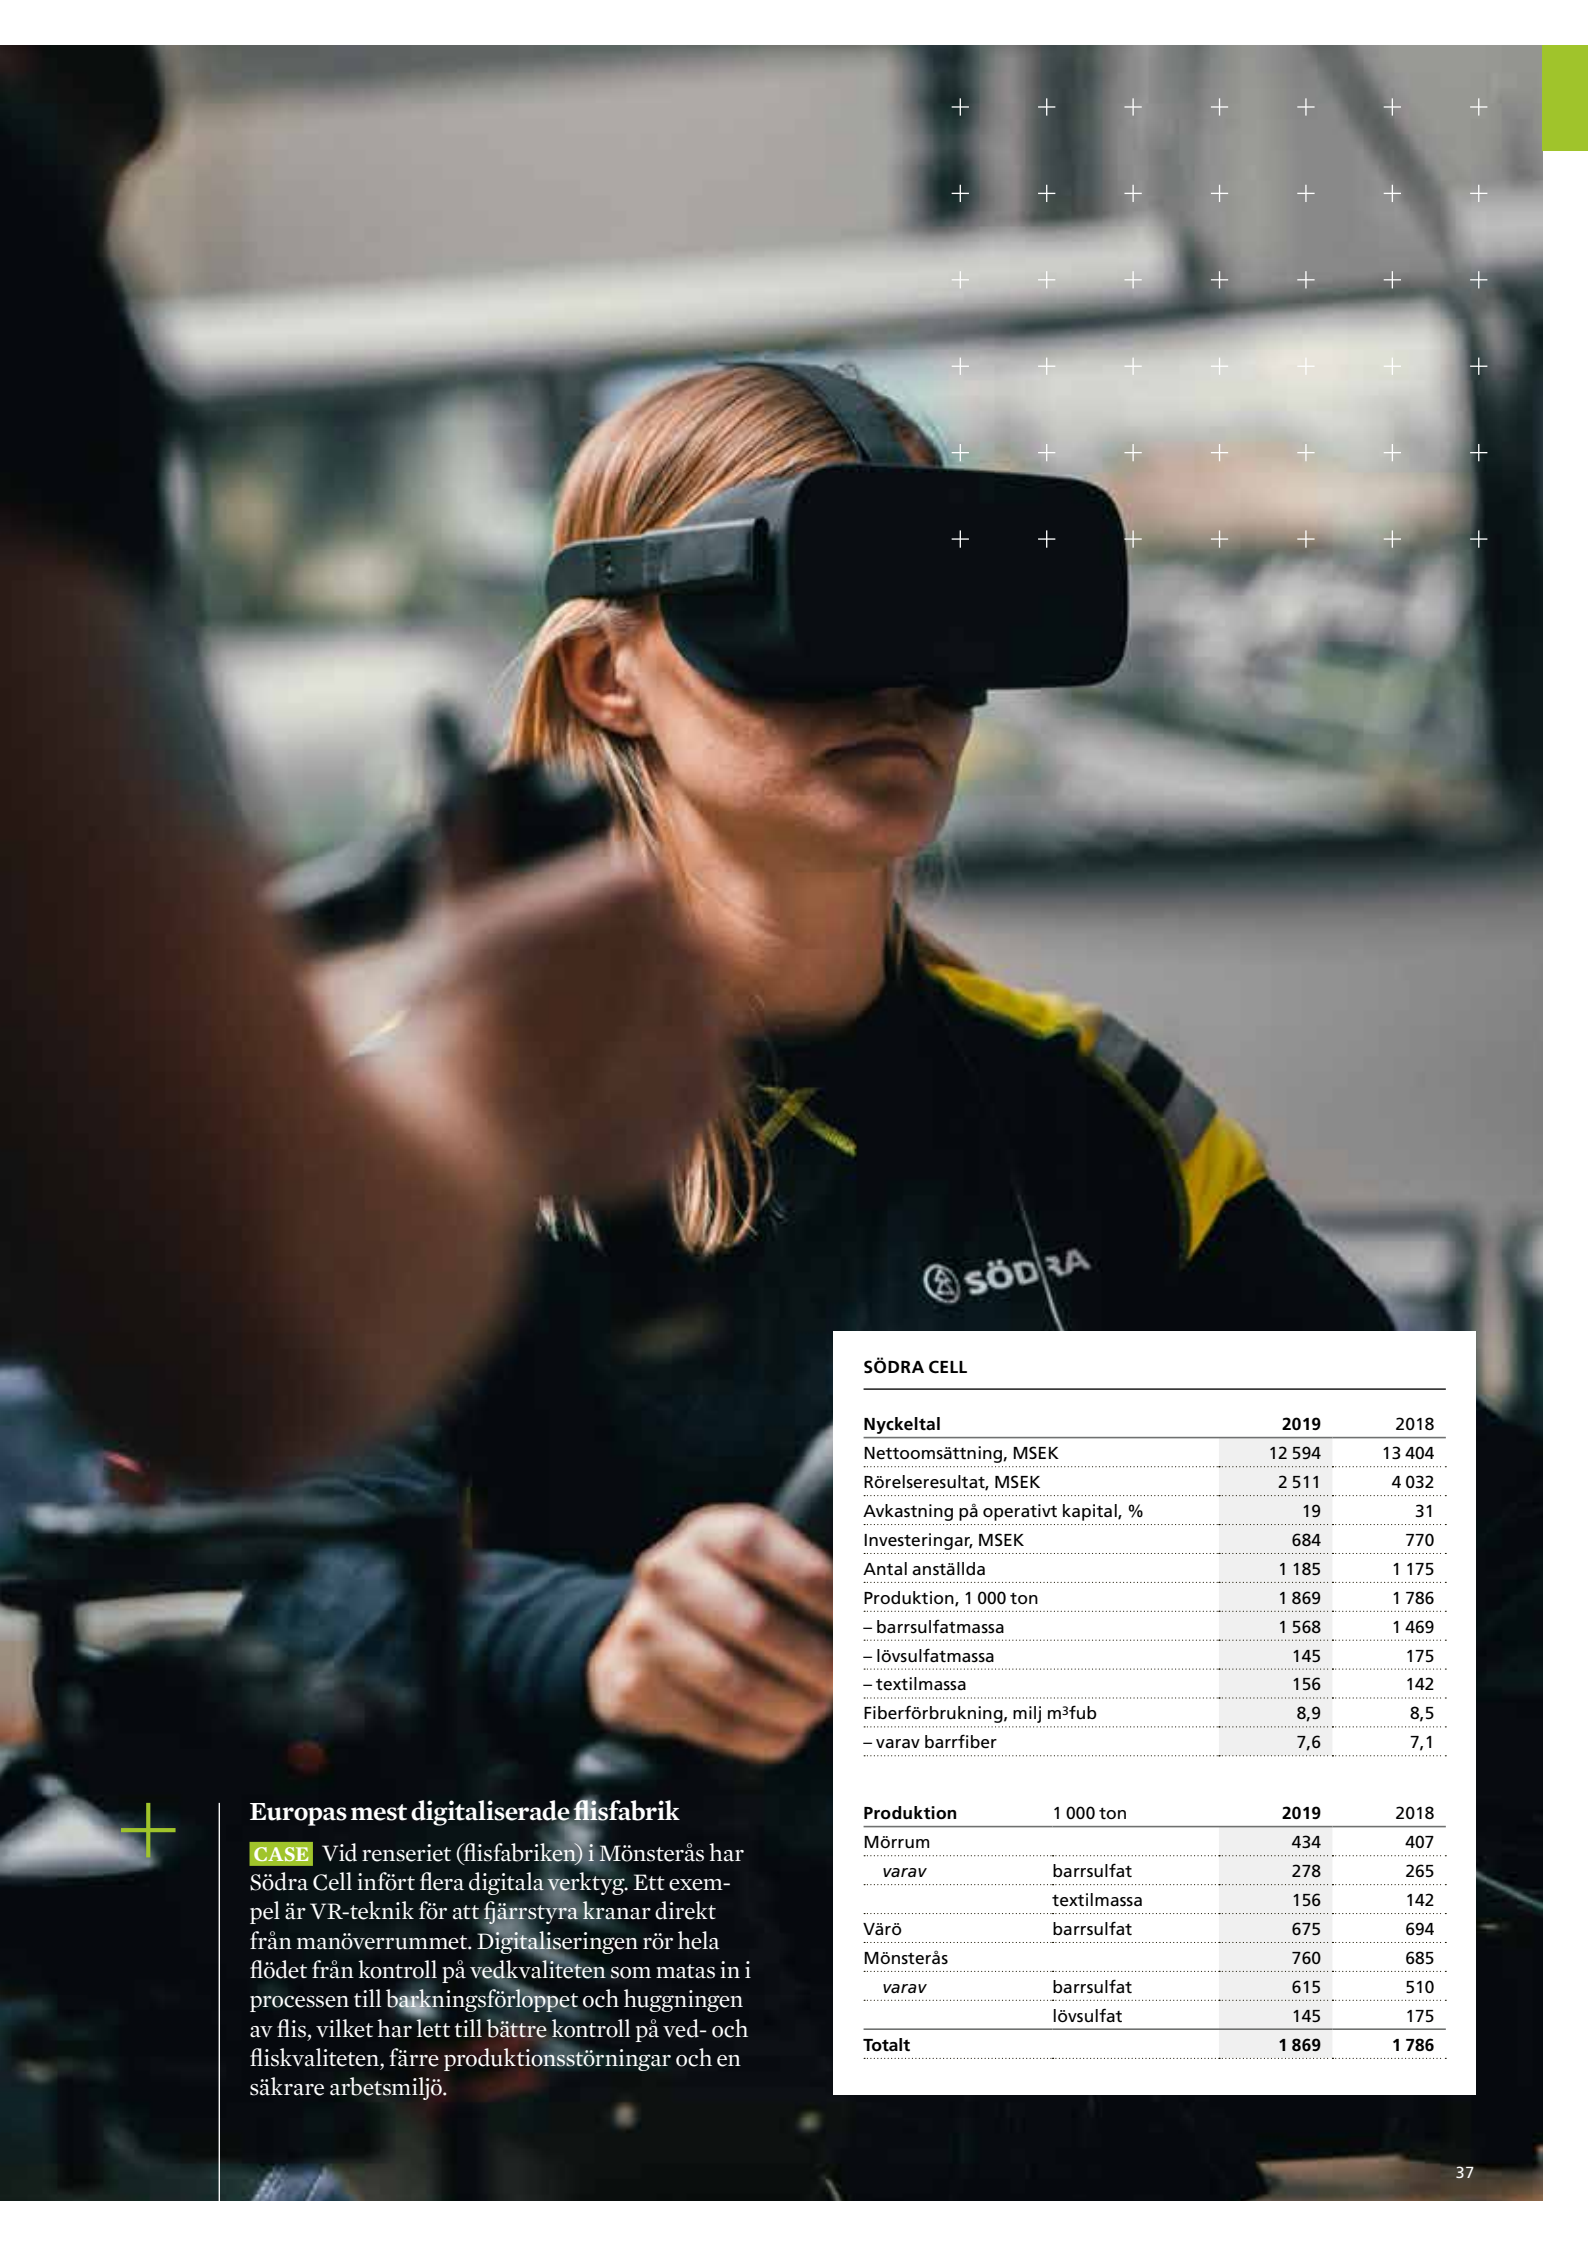 SÖDRA
SÖDRA CELL
Nyckeltal 2019 2018
Nettoomsättning, MSEK 12 594 13 404
Rörelseresultat, MSEK 2 511 4 032
Avkastning på operativt kapital, % 19 31
Investeringar, MSEK 684 770
Antal anställda 1 185 1 175
Produktion, 1 000 ton 1 869 1 786
– barrsulfatmassa 1 568 1 469
– lövsulfatmassa 145 175
– textilmassa 156 142
Fiberförbrukning, milj m³fub 8,9 8,5
– varav barrfiber 7,6 7,1
Produktion 1 000 ton 2019 2018
Mörrum 434 407
varav barrsulfat 278 265
textilmassa 156 142
Värö barrsulfat 675 694
Mönsterås 760 685
varav barrsulfat 615 510
lövsulfat 145 175
Totalt 1 869 1 786
Europas mest digitaliserade flisfabrik
CASE Vid renseriet (flisfabriken) i Mönsterås har
Södra Cell infört flera digitala verktyg. Ett exem-
pel är VR-teknik för att fjärrstyra kranar direkt
från manöverrummet. Digitaliseringen rör hela
flödet från kontroll på vedkvaliteten som matas in i
processen till barkningsförloppet och huggningen
av flis, vilket har lett till bättre kontroll på ved- och
fliskvaliteten, färre produktionsstörningar och en
säkrare arbetsmiljö.
37